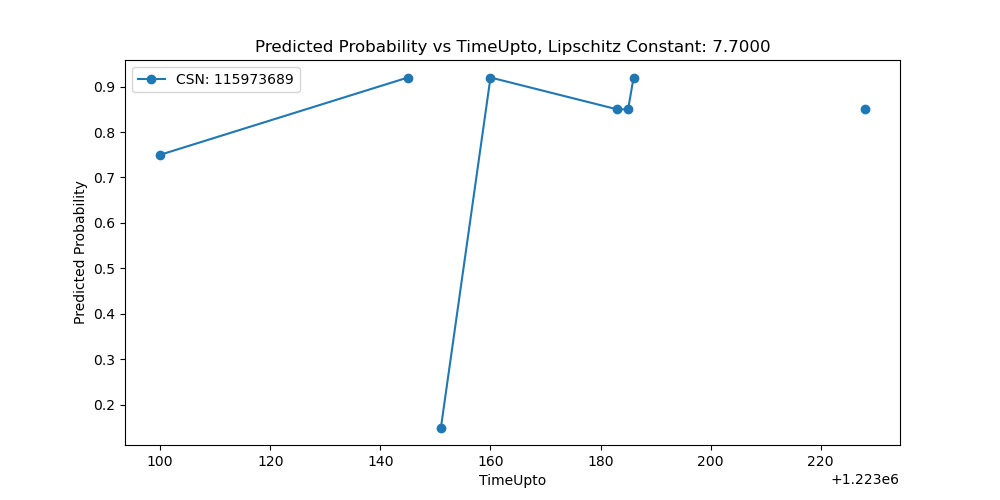 Predicted Probability vs TimeUpto, Lipschitz Constant: 7.7000
CSN: 115973689
Predicted Probability
0.9
0.8
0.7
0.6
0.5
0.4
0.3
0.2
100 120 140 160 180 200 220
TimeUpto
+1.223e6